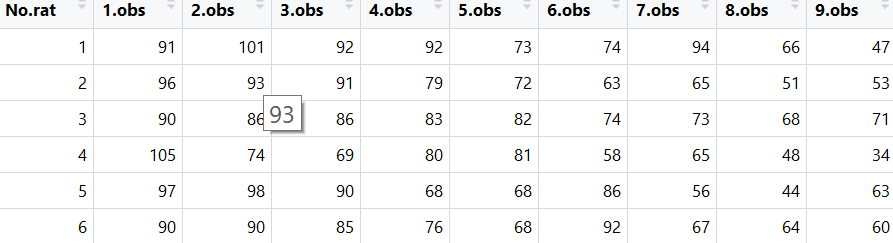 No.rat 1.obs 2.obs 3.obs 4.obs 5.obs 6.obs 7.obs 8.obs 9.obs
1 91 101 92 92 73 74 94 66 47
2 96 93 91 79 72 63 65 51 53
93
3 90 86 86 83 82 74 73 68 71
4 105 74 69 80 81 58 65 48 34
5 97 98 90 68 68 86 56 44 63
6 90 90 85 76 68 92 67 64 60